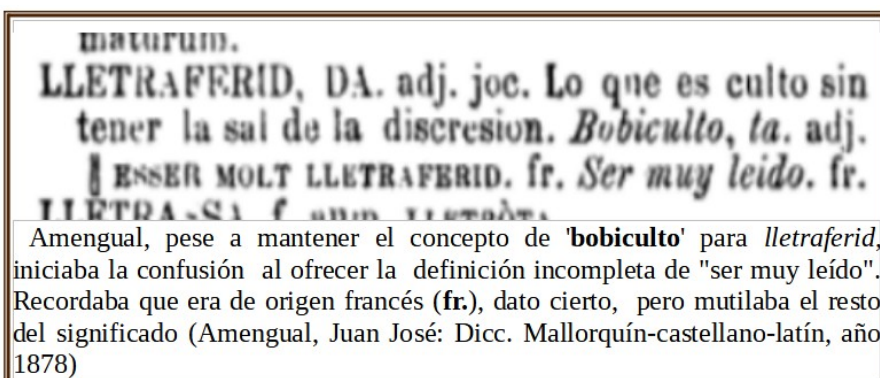 maturum.
LLETRAFERID, DA. adj. joc. Lo que es culto sin
tener la sal de la discresion. Bobiculto, ta. adj.
ESSER MOLT LLETRAFERID. fr. Ser muy leido. fr.
LLETRA-SA f.
Amengual, pese a mantener el concepto de 'bobiculto' para lletraferid,
iniciaba la confusión al ofrecer la definición incompleta de "ser muy leído".
Recordaba que era de origen francés (fr.), dato cierto, pero mutilaba el resto
del significado (Amengual, Juan José: Dicc. Mallorquín-castellano-latín, año
1878)